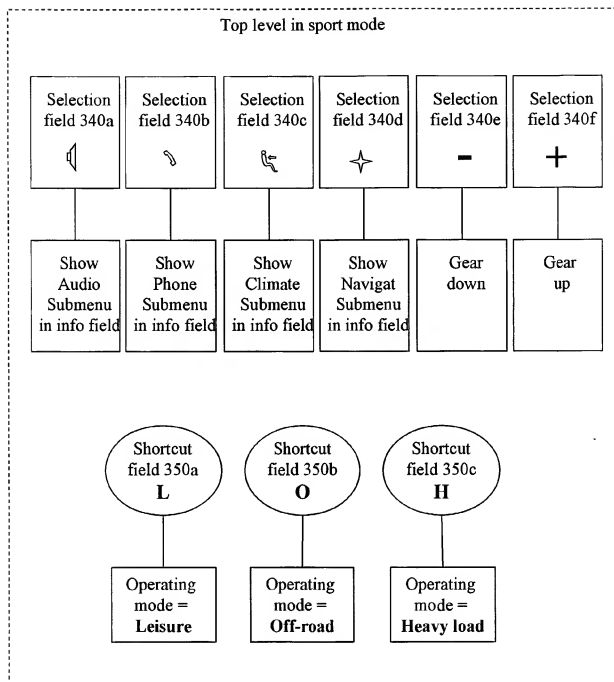 Top level in sport mode
Selection
field 340a
Selection
field 340b
Selection
field 340c
Selection
field 340d
Selection
field 340e
-
Selection
field 340f
+
Show
Audio
Submenu
in info field
Show
Phone
Submenu
in info field
Show
Climate
Submenu
in info field
Show
Navigat
Submenu
in info field
Gear
down
Gear
up
Shortcut
field 350a
L
Shortcut
field 350b
O
Shortcut
field 350c
H
Operating
mode =
Leisure
Operating
mode =
Off-road
Operating
mode =
Heavy load